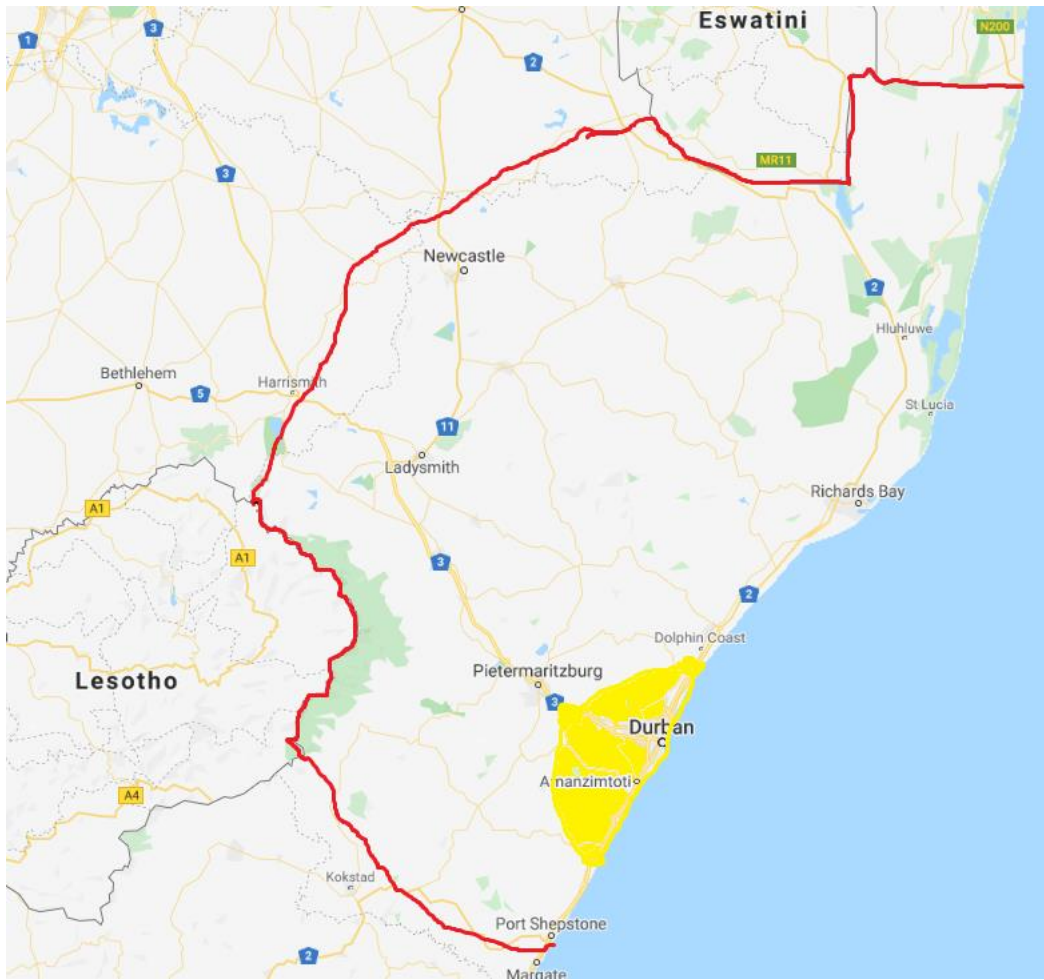 Eswatini
N200
3
1
2
MR11
3
Newcastle
2
Hluhluwe
Bethlehem
Harrismith
5
St Lucia
11
Ladysmith
Richards Bay
A1
A1
3
2
Dolphin Coast
Pietermaritzburg
Lesotho
3
Durban
Amanzimtoti
A4
Kokstad
Port Shepstone
2
Margate